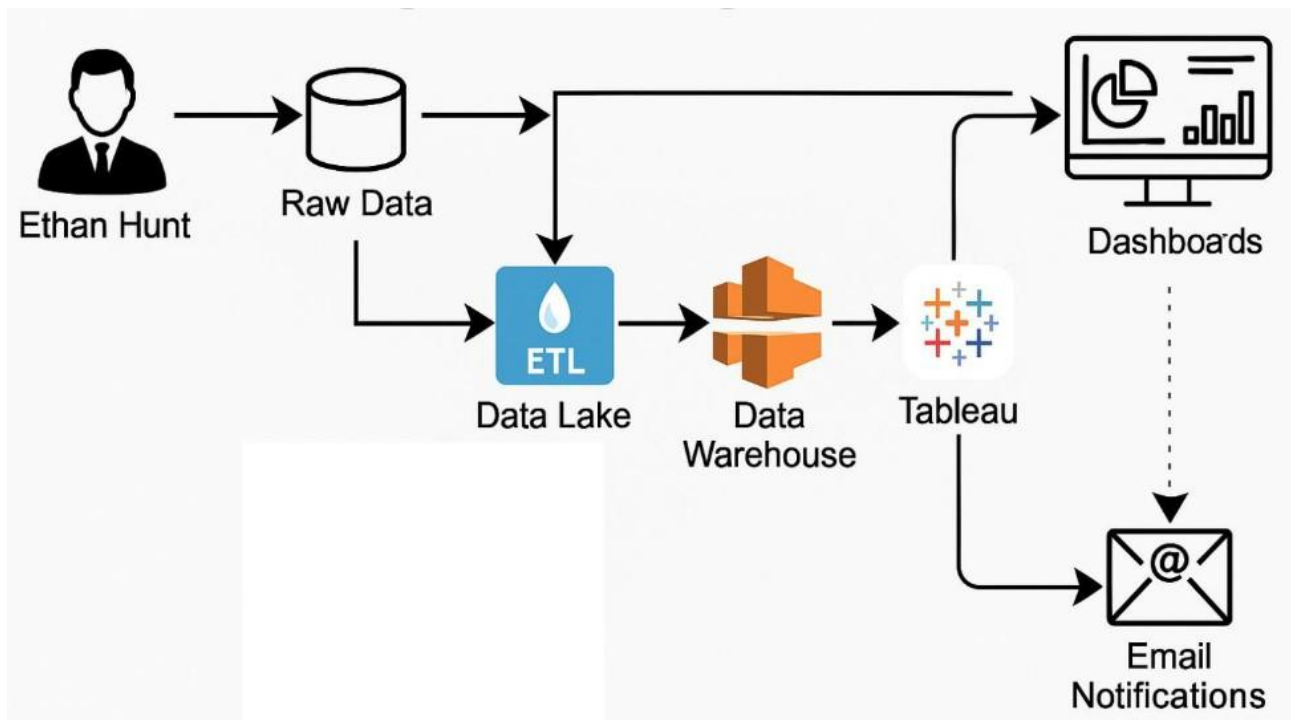 Ethan Hunt
Raw Data
Dashboards
ETL
Data Lake
Data
Warehouse
Tableau
@
Email
Notifications